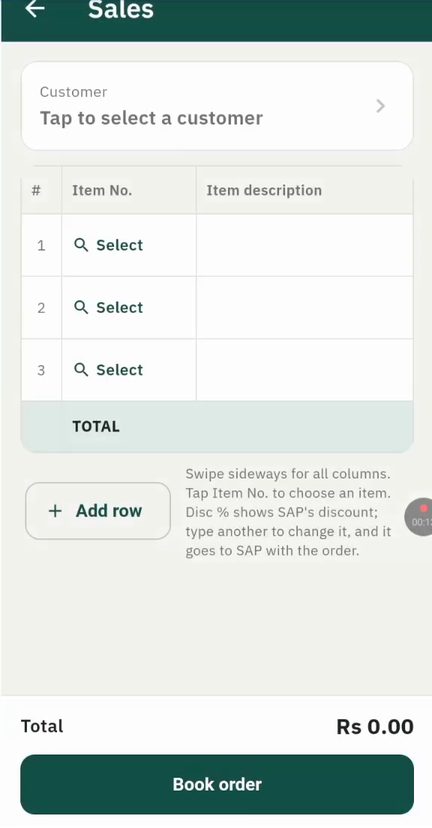 Sales
Customer
Tap to select a customer
# Item No. Item description
1 Select
2 Select
3 Select
TOTAL
+ Add row
Swipe sideways for all columns.
Tap Item No. to choose an item.
Disc % shows SAP's discount;
type another to change it, and it
goes to SAP with the order.
Total Rs 0.00
Book order